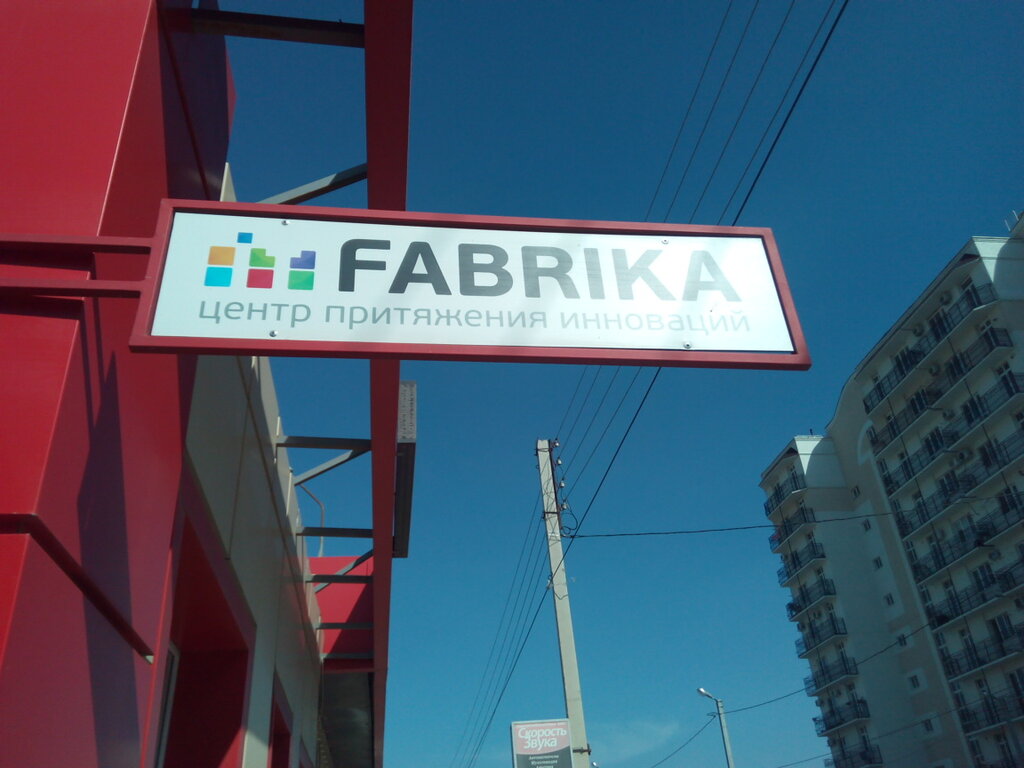 FABRIKA
центр притяжения инноваций
Скорость
звука